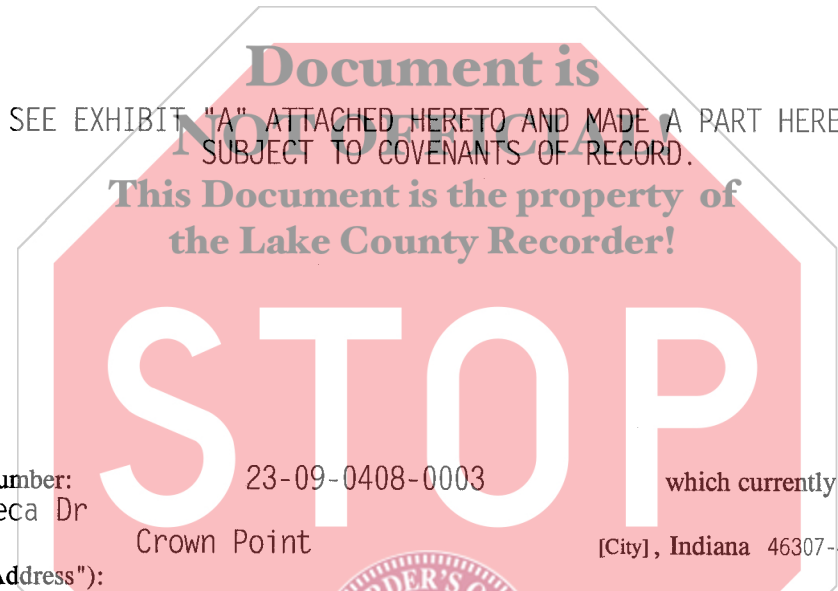 Document is
SEE EXHIBIT "A" ATTACHED HERETO AND MADE A PART HERE
NOT OFFICIAL!
SUBJECT TO COVENANTS OF RECORD.
This Document is the property of
the Lake County Recorder!
STOP
umber: 23-09-0408-0003 which currently
eca Dr
Crown Point [City], Indiana 46307-
Address"):
DER'S O